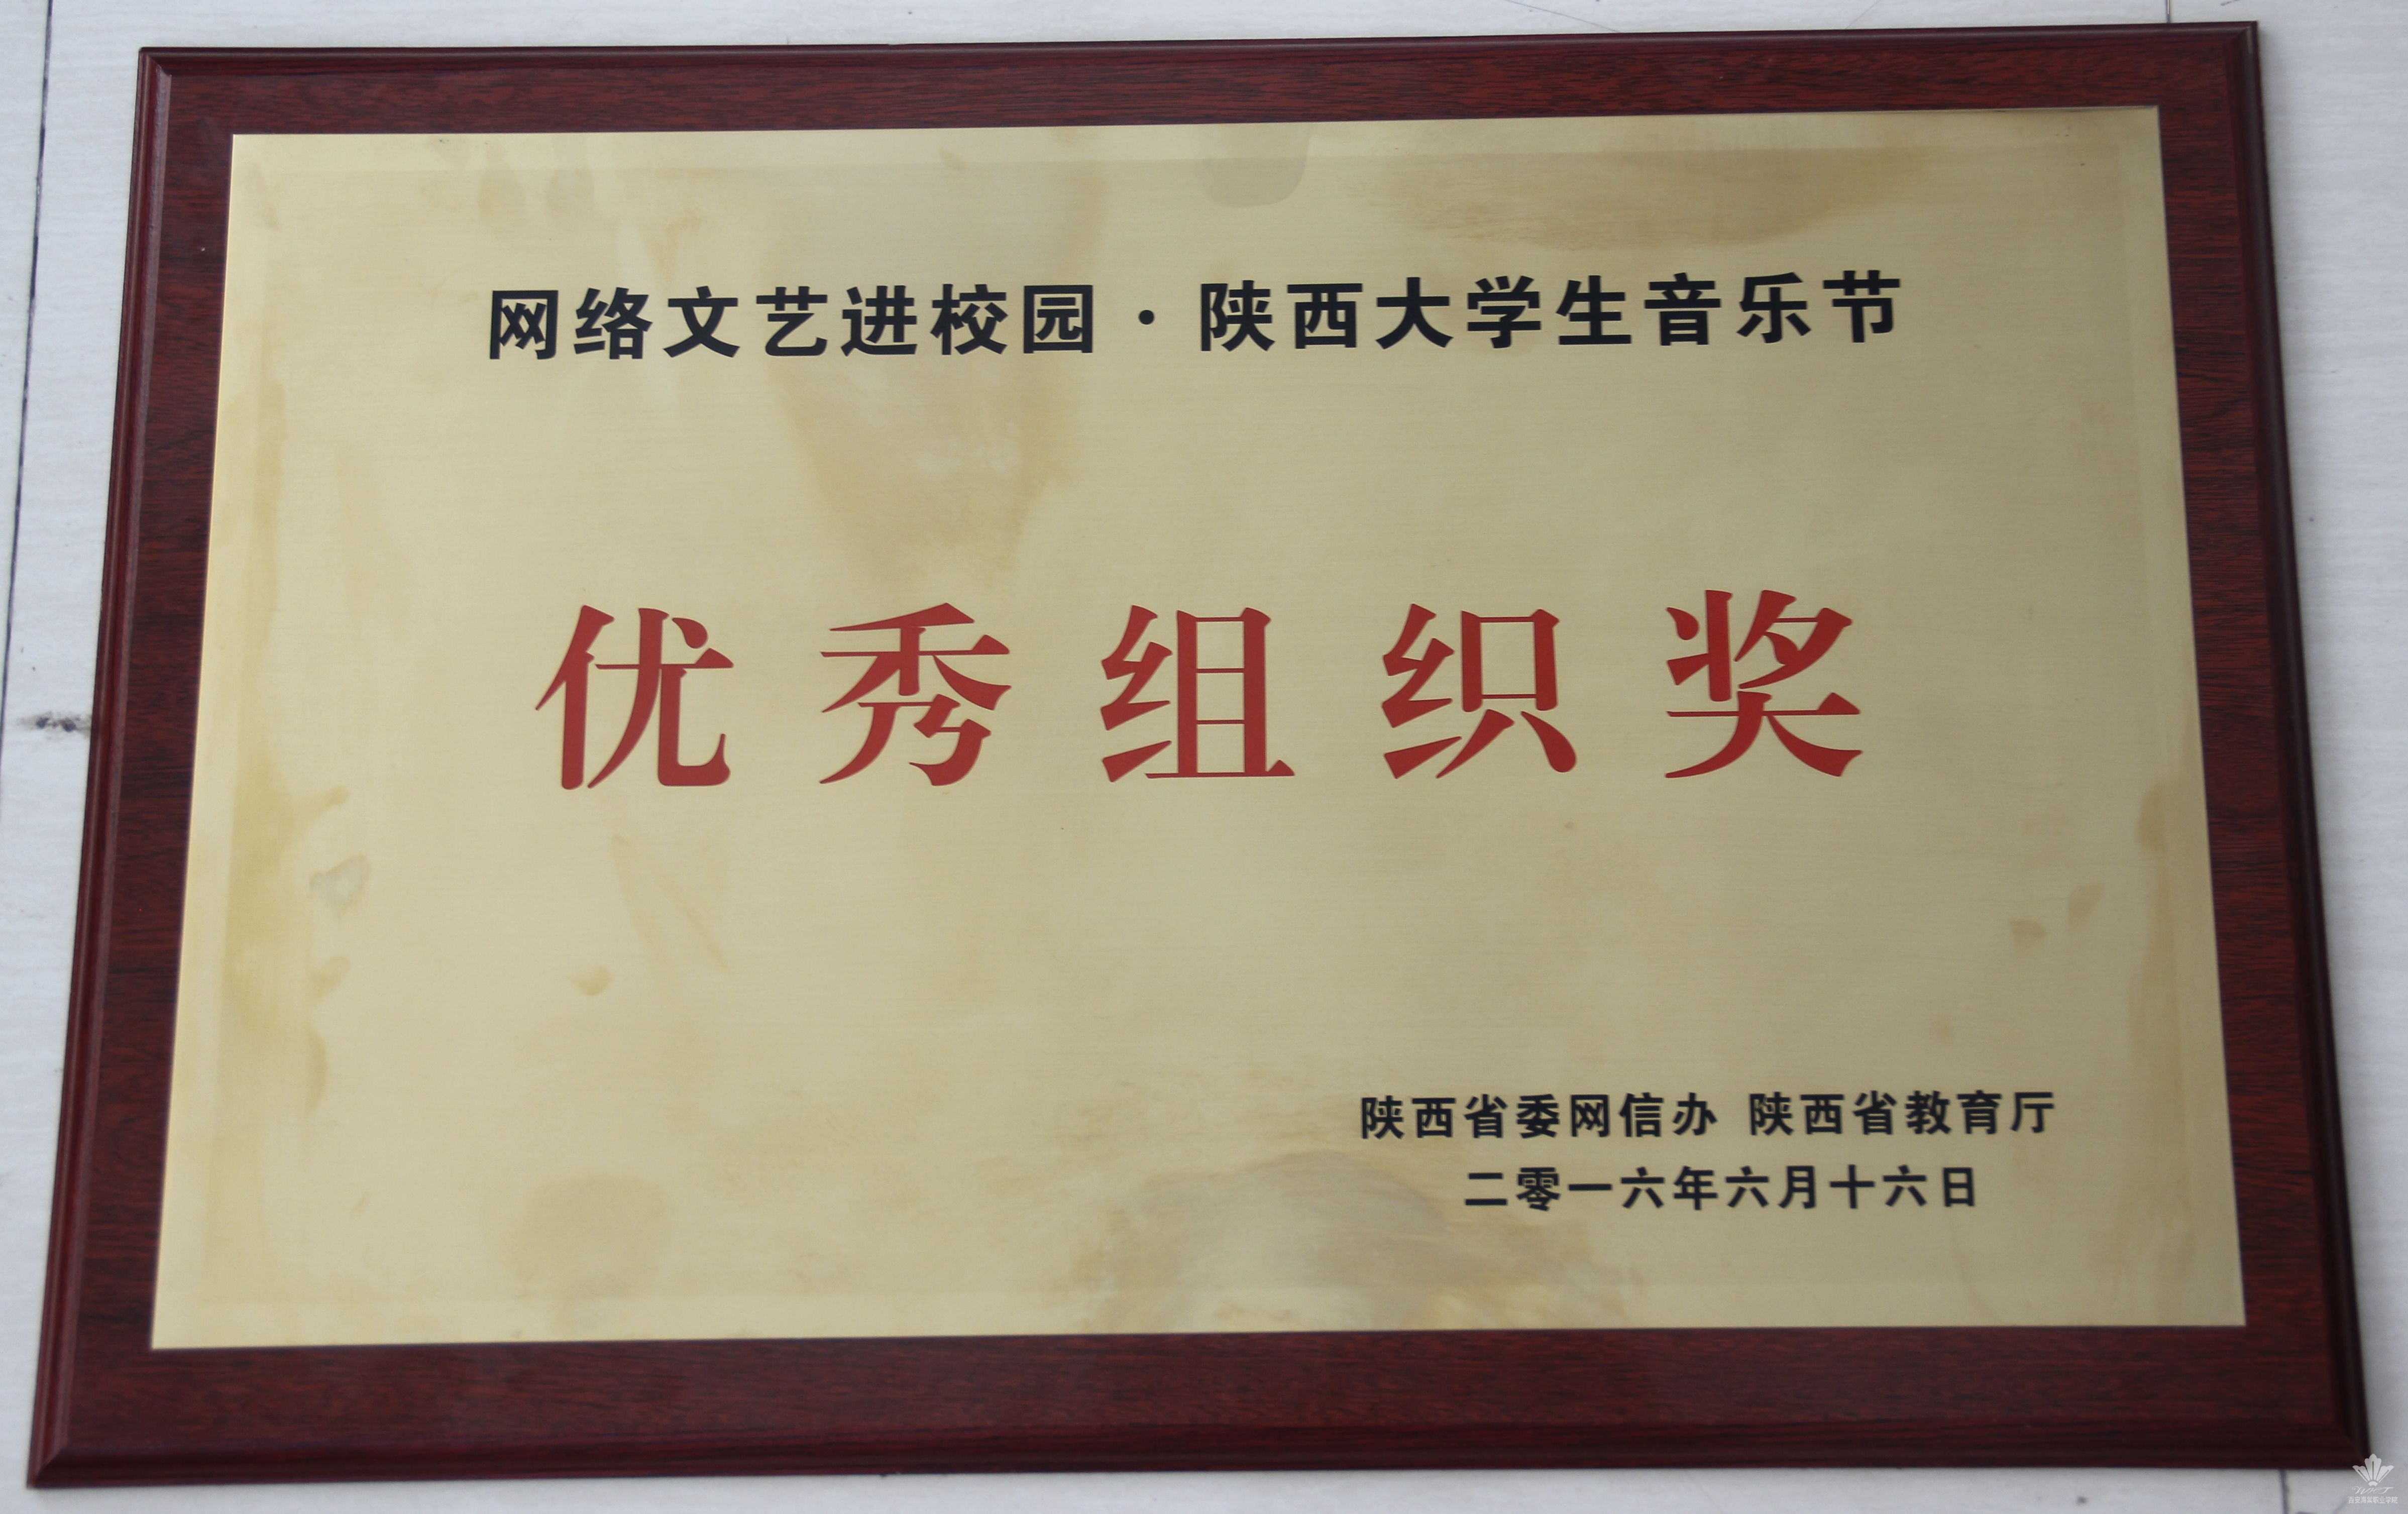 网络文艺进校园·陕西大学生音乐节
优秀组织奖
陕西省委网信办 陕西省教育厅
二零一六年六月十六日